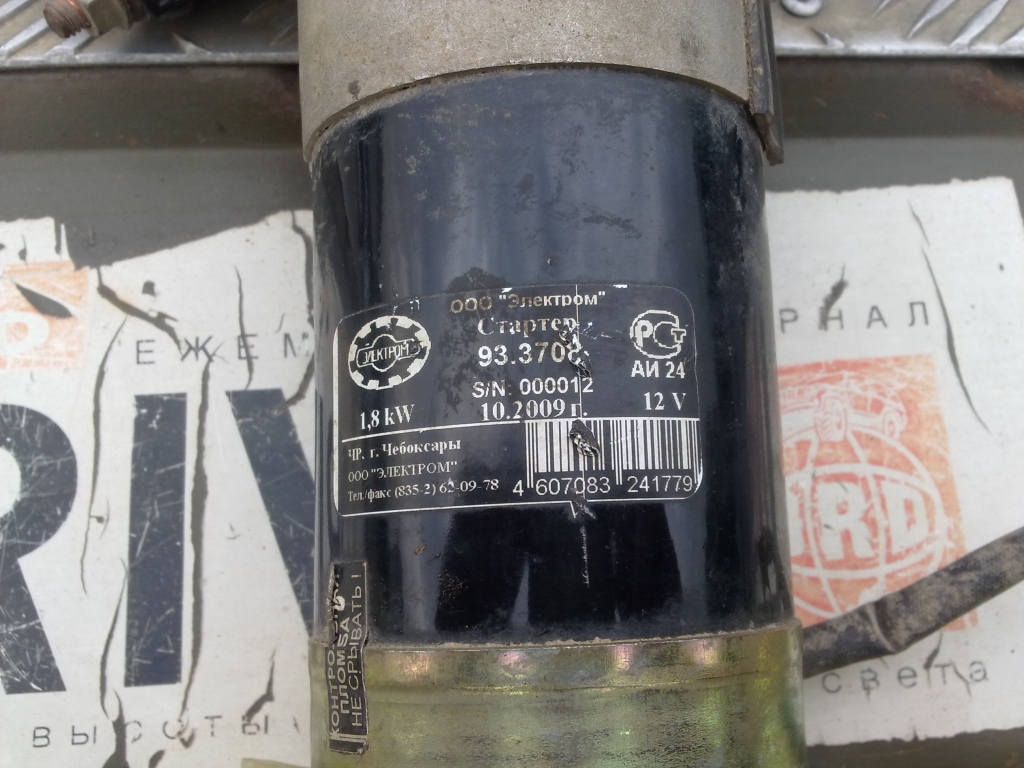 ООО "Электром"
Стартер
ЭЛЕКТРОМ
93.3708
РСТ
АИ 24
S/N: 000012
1,8 kW
10.2009 г.
12 V
ЧР, г. Чебоксары
ООО "ЭЛЕКТРОМ"
Тел./факс (835-2) 62-09-78
4 607083 241779
ПЛОМБА
НЕ СРЫВАТЬ!
ЕЖЕМ
РНАЛ
RIV
RD
ВЫСОТЫ
света